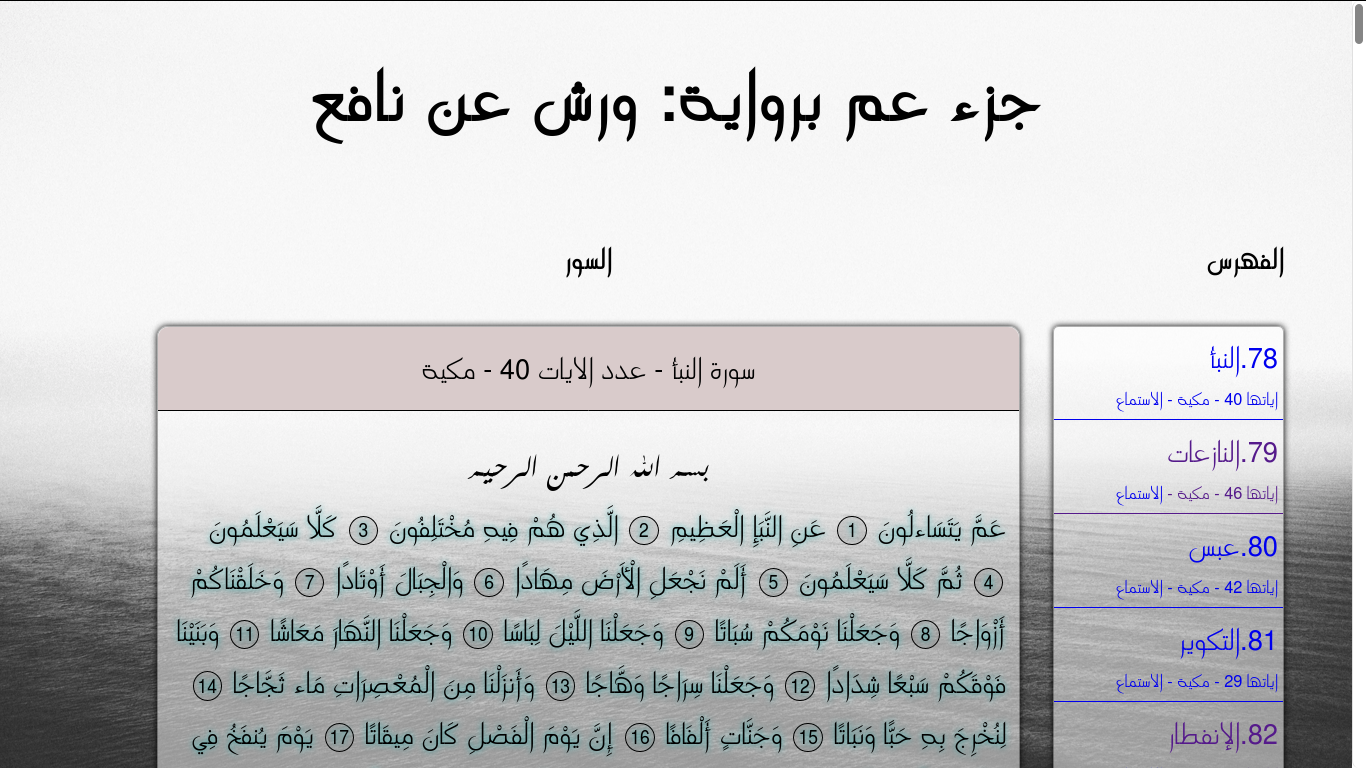 جزء عم برواية: ورش عن نافع
الفهرس
السور
78.النبأ
اياتها 40 - مكية - الاستماع
79.النازعات
اياتها 46 - مكية - الاستماع
80.عبس
اياتها 42 - مكية - الاستماع
81.التكوير
اياتها 29 - مكية - الاستماع
82.الإنفطار
سورة النبأ - عدد الايات 40 - مكية
بسم الله الرحمن الرحيم
عَمَّ يَتَسَاءلُونَ 1 عَنِ النَّبَإِ الْعَظِيمِ 2 الَّذِي هُمْ فِيهِ مُخْتَلِفُونَ 3 كَلَّا سَيَعْلَمُونَ
4 ثُمَّ كَلَّا سَيَعْلَمُونَ 5 أَلَمْ نَجْعَلِ الْأَرْضَ مِهَادًا 6 وَالْجِبَالَ أَوْتَادًا 7 وَخَلَقْنَاكُمْ
أَزْوَاجًا 8 وَجَعَلْنَا نَوْمَكُمْ سُبَاتًا 9 وَجَعَلْنَا اللَّيْلَ لِبَاسًا 10 وَجَعَلْنَا النَّهَارَ مَعَاشًا 11 وَبَنَيْنَا
فَوْقَكُمْ سَبْعًا شِدَادًا 12 وَجَعَلْنَا سِرَاجًا وَهَّاجًا 13 وَأَنزَلْنَا مِنَ الْمُعْصِرَاتِ مَاء ثَجَّاجًا 14
لِنُخْرِجَ بِهِ حَبًّا وَنَبَاتًا 15 وَجَنَّاتٍ أَلْفَافًا 16 إِنَّ يَوْمَ الْفَصْلِ كَانَ مِيقَاتًا 17 يَوْمَ يُنفَخُ فِي